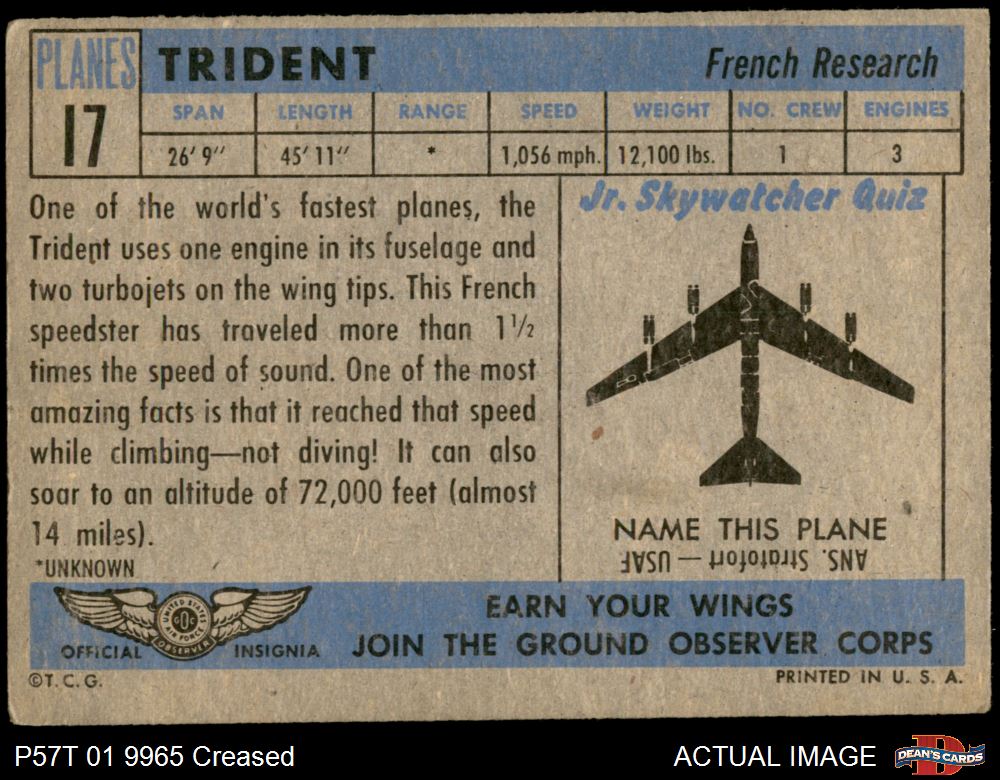 PLANES
17
TRIDENT
French Research
SPAN LENGTH RANGE SPEED WEIGHT NO. CREW ENGINES
26' 9" 45' 11" * 1,056 mph. 12,100 lbs. 1 3
One of the world's fastest planes, the
Trident uses one engine in its fuselage and
two turbojets on the wing tips. This French
speedster has traveled more than 1½
times the speed of sound. One of the most
amazing facts is that it reached that speed
while climbing—not diving! It can also
soar to an altitude of 72,000 feet (almost
14 miles).
*UNKNOWN
Jr. Skywatcher Quiz
NAME THIS PLANE
ANS. Stratofort — USAF
UNITED STATES
GOC
AIR FORCE
OBSERVER
OFFICIAL INSIGNIA
EARN YOUR WINGS
JOIN THE GROUND OBSERVER CORPS
©T.C.G.
PRINTED IN U. S. A.
P57T 01 9965 Creased
ACTUAL IMAGE
D
DEAN'S CARDS